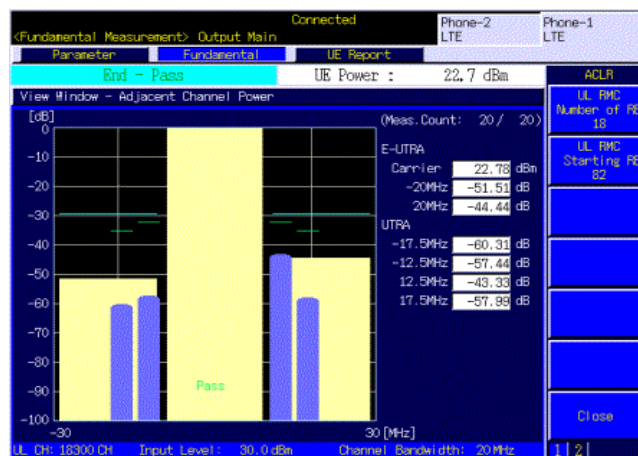 Connected
<Fundamental Measurement> Output Main
Phone-2
LTE
Phone-1
LTE
Parameter
Fundamental
UE Report
End - Pass
UE Power :
22.7 dBm
ACLR
View Window - Adjacent Channel Power
UL RMC
Number of RB
18
UL RMC
Starting RB
82
Close
1
2
[dB]
0
-10
-20
-30
-40
-50
-60
-70
-80
-90
-100
Pass
-30
30 [MHz]
(Meas.Count: 20/ 20)
E-UTRA
Carrier 22.78 dBm
-20MHz -51.51 dB
20MHz -44.44 dB
UTRA
-17.5MHz -60.31 dB
-12.5MHz -57.44 dB
12.5MHz -43.33 dB
17.5MHz -57.99 dB
UL CH: 18300 CH Input Level: 30.0 dBm Channel Bandwidth: 20 MHz